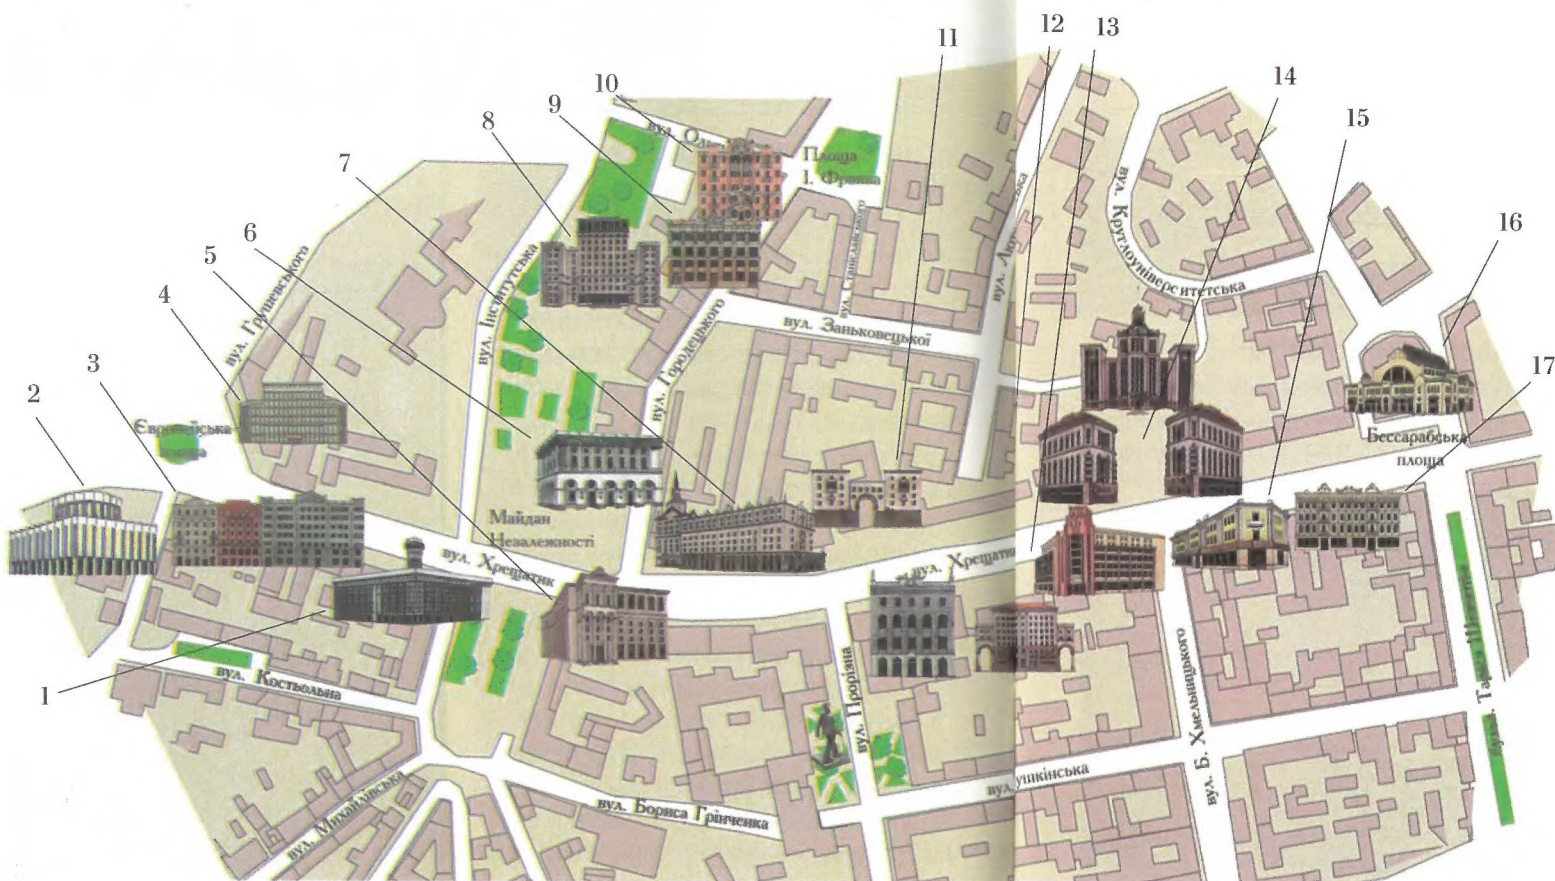 11
12
13
10
14
9
8
15
7
6
16
5
4
17
3
2
1
Площа
І. Франка
вул. Круглоуніверситетська
вул. Станіславського
вул. Грушевського
вул. Інститутська
вул. Заньковецької
вул. Городецького
Європейська
площа
Бессарабська
площа
Майдан
Незалежності
вул. Хрещатик
вул. Хрещатик
вул. Костьольна
вул. Прорізна
вул. Б. Хмельницького
вул. Михайлівська
вул. Бориса Грінченка